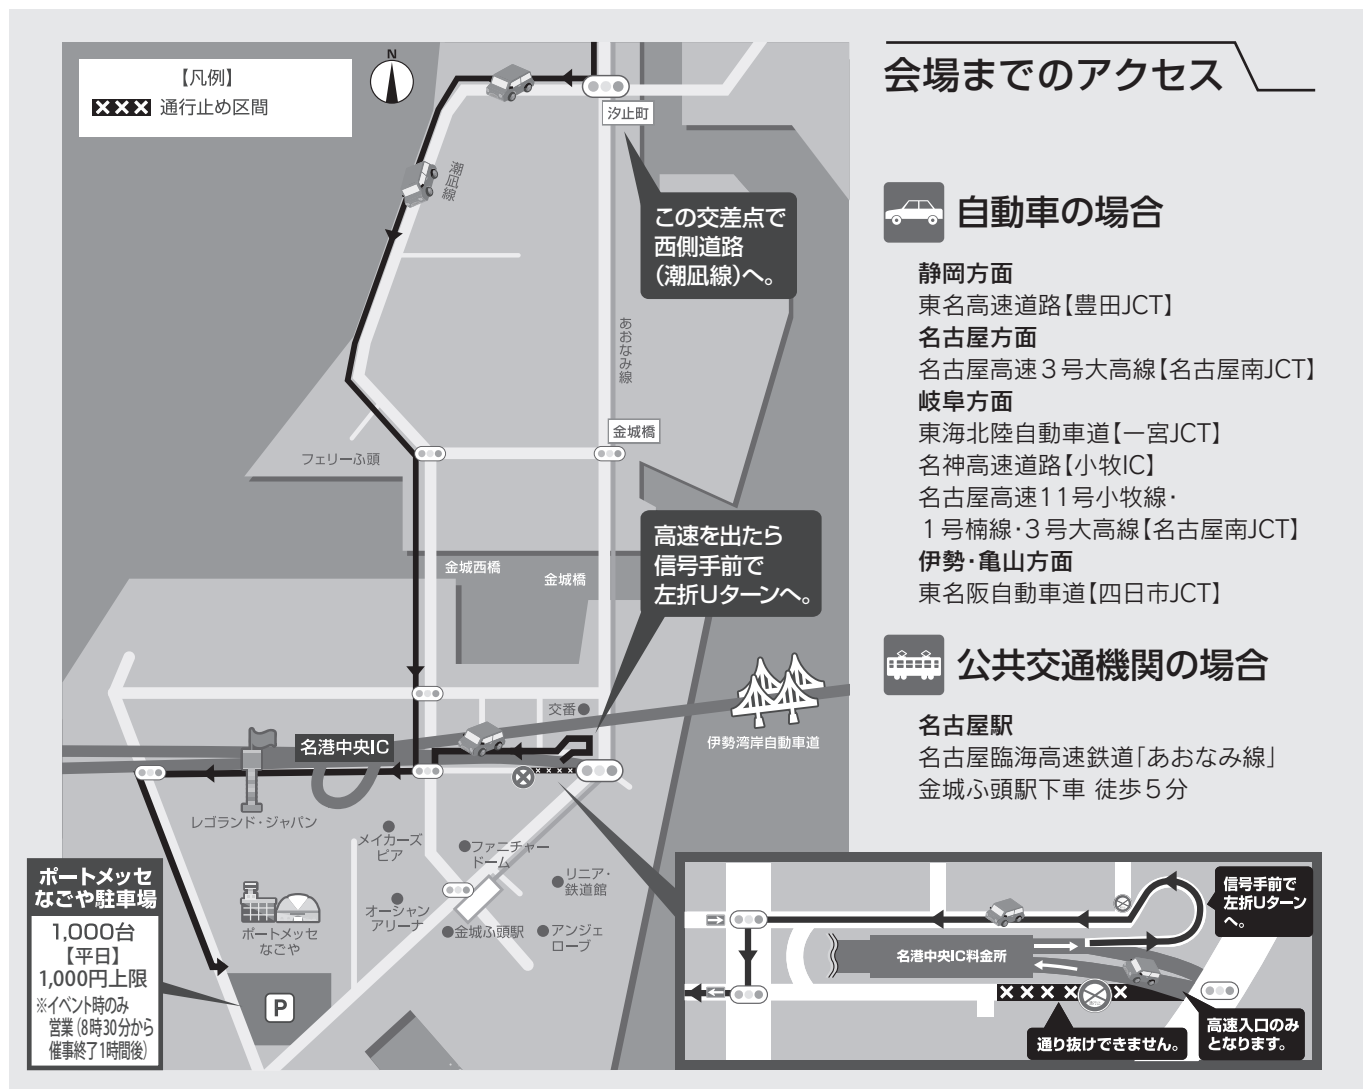 会場までのアクセス
自動車の場合
静岡方面
東名高速道路【豊田JCT】
名古屋方面
名古屋高速３号大高線【名古屋南JCT】
岐阜方面
東海北陸自動車道【一宮JCT】
名神高速道路【小牧IC】
名古屋高速11号小牧線・
１号楠線・３号大高線【名古屋南JCT】
伊勢・亀山方面
東名阪自動車道【四日市JCT】
公共交通機関の場合
名古屋駅
名古屋臨海高速鉄道「あおなみ線」
金城ふ頭駅下車 徒歩５分
【凡例】
通行止め区間
N
汐止町
潮凪線
この交差点で
西側道路
（潮凪線）へ。
あおなみ線
金城橋
フェリーふ頭
高速を出たら
信号手前で
左折Uターンへ。
金城西橋
金城橋
交番
伊勢湾岸自動車道
名港中央IC
レゴランド・ジャパン
メイカーズ
ピア
ファニチャー
ドーム
リニア・
鉄道館
オーシャン
アリーナ
金城ふ頭駅
アンジェ
ローブ
ポートメッセ
なごや
P
ポートメッセ
なごや駐車場
1,000台
【平日】
1,000円上限
※イベント時のみ
営業（8時30分から
催事終了1時間後）
信号手前で
左折Uターン
へ。
名港中央IC料金所
通り抜けできません。
高速入口のみ
となります。